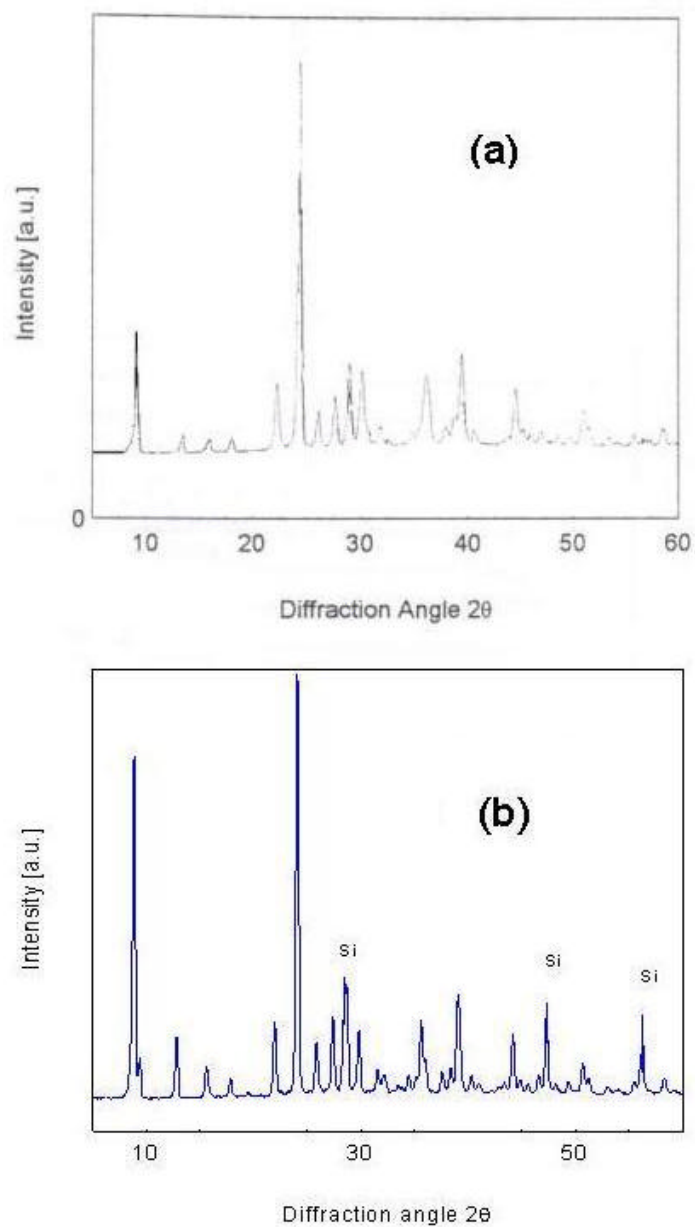 (a)
Intensity [a.u.]
0
10 20 30 40 50 60
Diffraction Angle 2θ
(b)
Intensity [a.u.]
Si
Si
Si
10 30 50
Diffraction angle 2θ